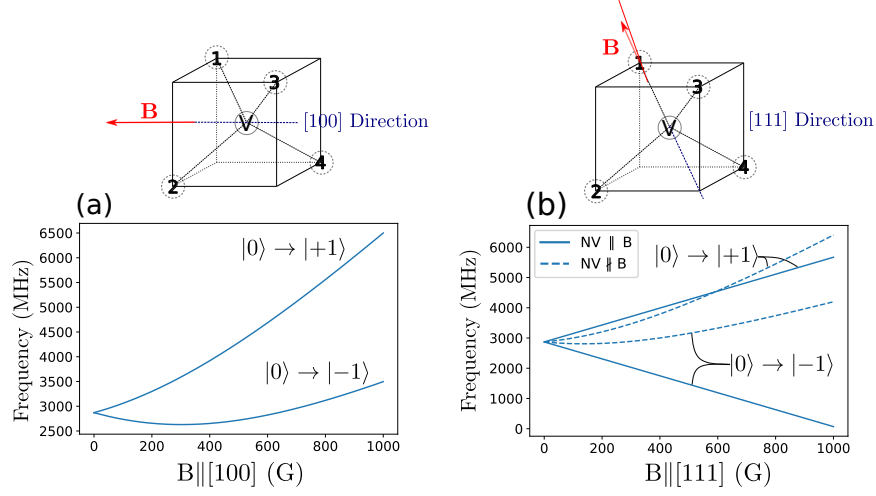 1
3
B
V
[100] Direction
2
4
(a)
6500
6000
5500
5000
4500
4000
3500
3000
2500
Frequency (MHz)
|0⟩ → |+1⟩
|0⟩ → |−1⟩
0 200 400 600 800 1000
B∥[100] (G)
B
1
3
V
[111] Direction
2
4
(b)
6000
5000
4000
3000
2000
1000
0
Frequency (MHz)
NV ∥ B
NV ∦ B
|0⟩ → |+1⟩
|0⟩ → |−1⟩
0 200 400 600 800 1000
B∥[111] (G)